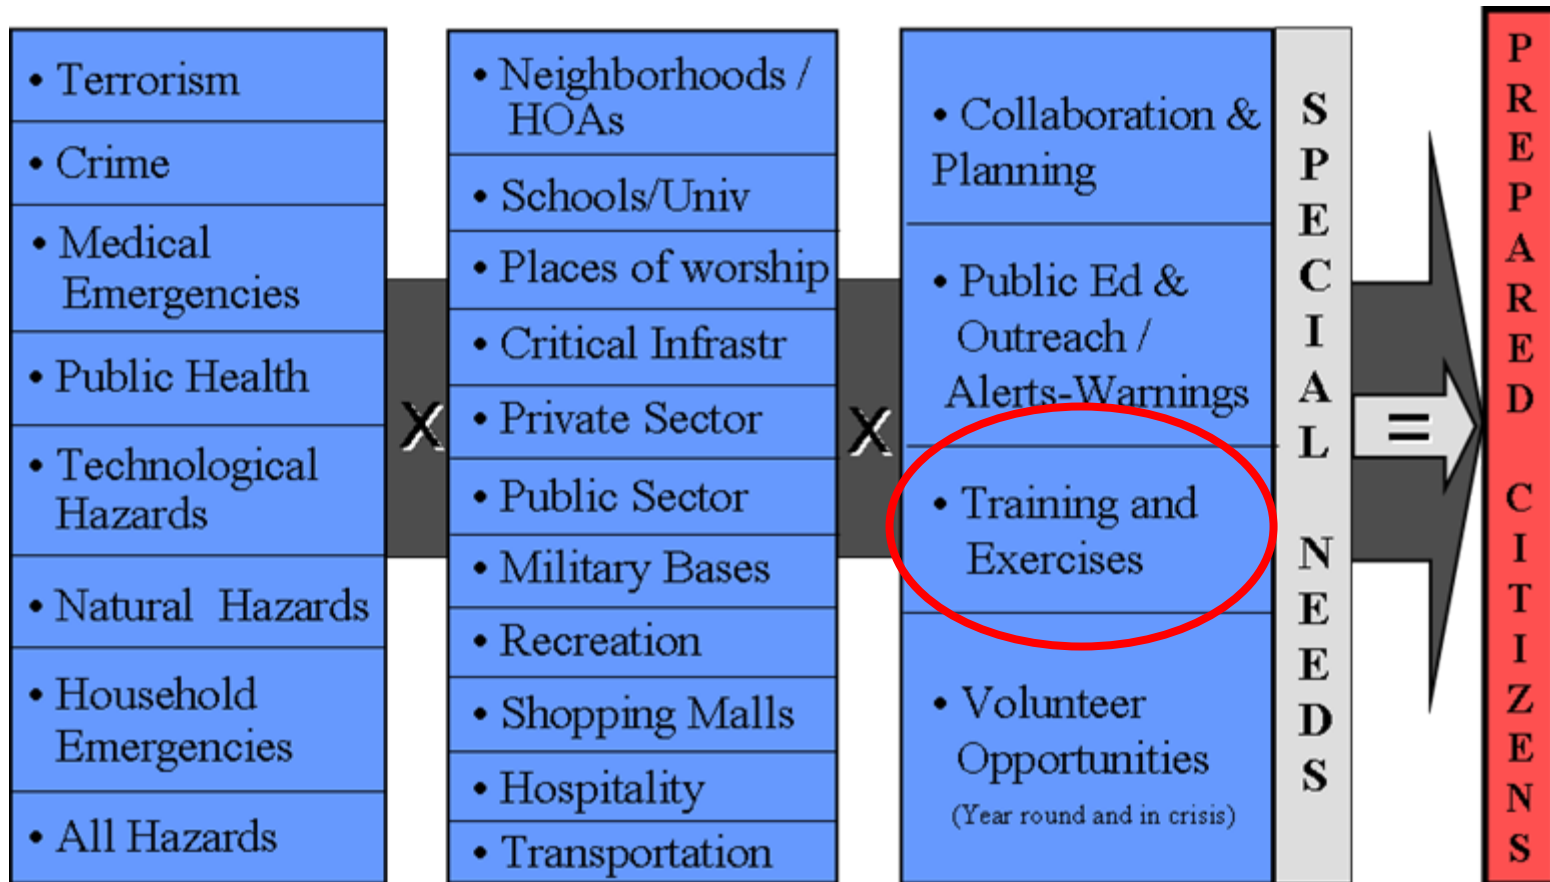 • Terrorism
• Crime
• Medical
Emergencies
• Public Health
• Technological
Hazards
• Natural Hazards
• Household
Emergencies
• All Hazards
X
• Neighborhoods /
HOAs
• Schools/Univ
• Places of worship
• Critical Infrastr
• Private Sector
• Public Sector
• Military Bases
• Recreation
• Shopping Malls
• Hospitality
• Transportation
X
• Collaboration &
Planning
• Public Ed &
Outreach /
Alerts-Warnings
• Training and
Exercises
• Volunteer
Opportunities
(Year round and in crisis)
SPECIAL NEEDS
=
PREPARED CITIZENS